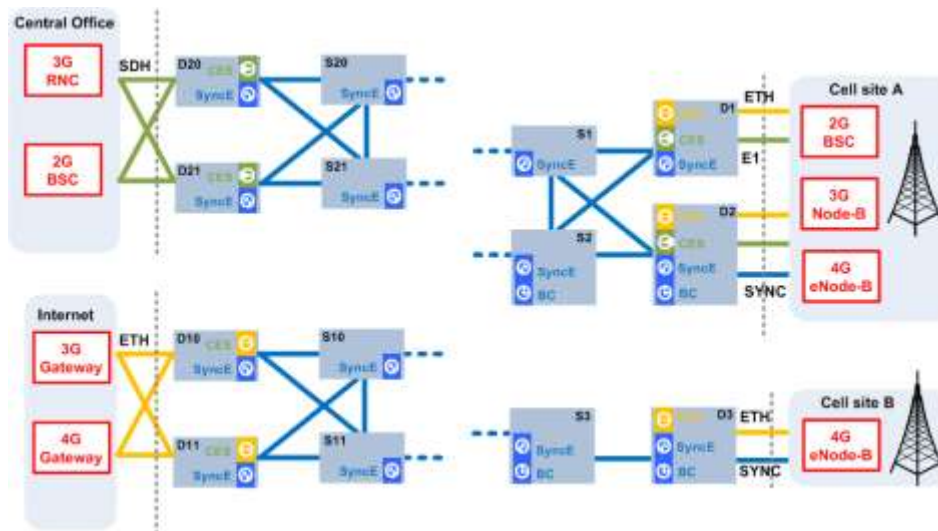 Central Office
3G
RNC
2G
BSC
SDH
D20
CES
SyncE
S20
SyncE
D21
CES
SyncE
S21
SyncE
Internet
3G
Gateway
4G
Gateway
ETH
D10
CES
SyncE
S10
SyncE
D11
CES
SyncE
S11
SyncE
S1
SyncE
S2
SyncE
BC
D1
CES
SyncE
D2
CES
SyncE
BC
ETH
E1
SYNC
Cell site A
2G
BSC
3G
Node-B
4G
eNode-B
S3
SyncE
BC
D3
SyncE
BC
ETH
SYNC
Cell site B
4G
eNode-B